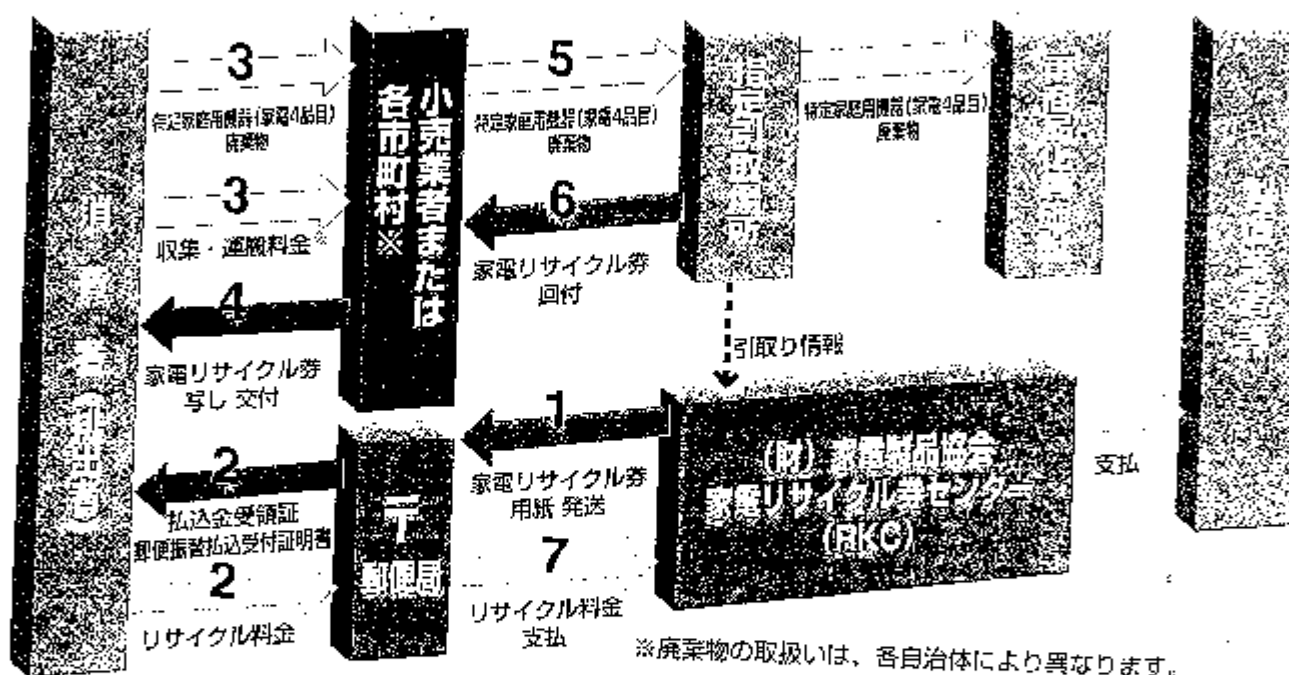 3
特定家庭用機器(家電4品目)
廃棄物
3
収集・運搬料金※
4
家電リサイクル券
写し 交付
2
払込金受領証
郵便振替払込受付証明書
2
リサイクル料金
小売業者または
各市町村※
〒
郵便局
5
特定家庭用機器(家電4品目)
廃棄物
6
家電リサイクル券
回付
1
家電リサイクル券
用紙 発送
7
リサイクル料金
支払
指定引取場所
引取り情報
(財)家電製品協会
家電リサイクル券センター
(RKC)
特定家庭用機器(家電4品目)
廃棄物
支払
※廃棄物の取扱いは、各自治体により異なります。